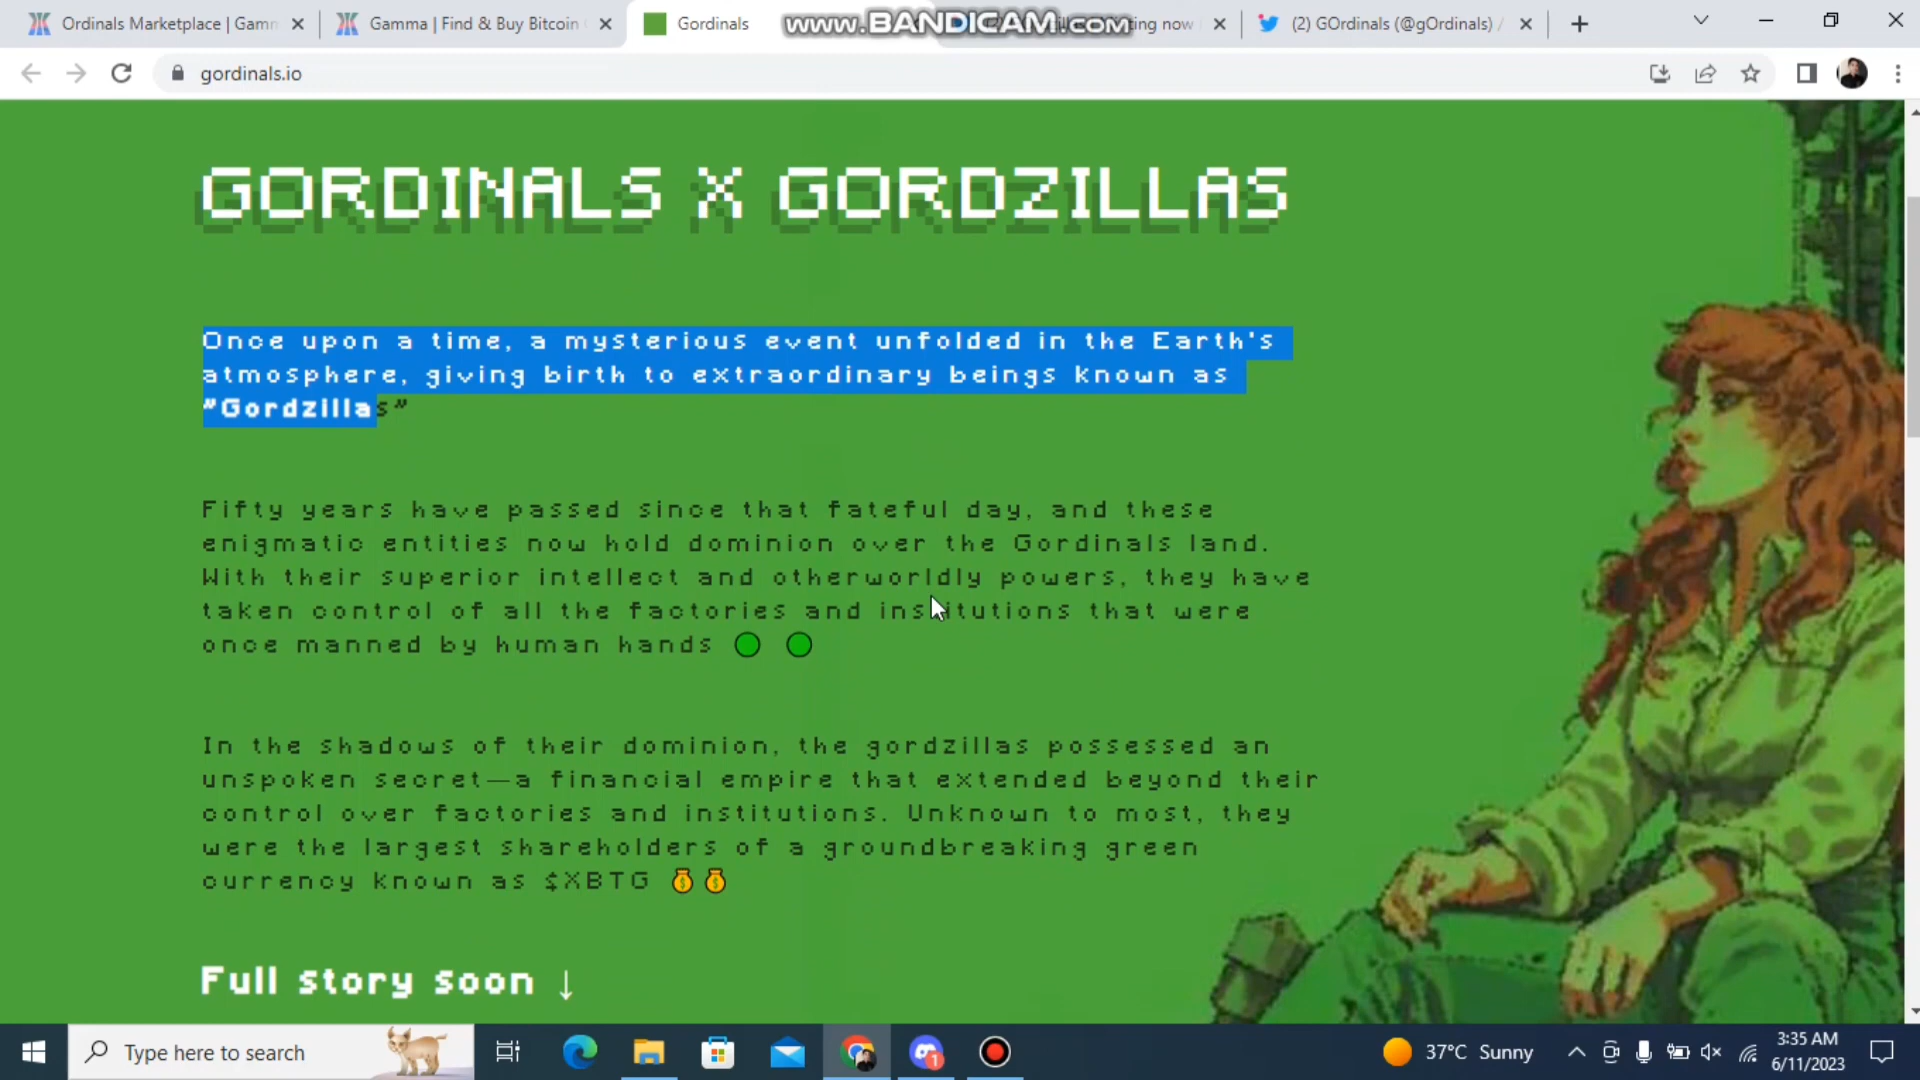 Ordinals Marketplace | Gamm
Gamma | Find & Buy Bitcoin
Gordinals
www.BANDICAM.com
ting now
(2) GOrdinals (@gOrdinals) /
gordinals.io
GORDINALS X GORDZILLAS
Once upon a time, a mysterious event unfolded in the Earth's
atmosphere, giving birth to extraordinary beings known as
"Gordzillas"
Fifty years have passed since that fateful day, and these
enigmatic entities now hold dominion over the Gordinals land.
With their superior intellect and otherworldly powers, they have
taken control of all the factories and institutions that were
once manned by human hands
In the shadows of their dominion, the gordzillas possessed an
unspoken secret—a financial empire that extended beyond their
control over factories and institutions. Unknown to most, they
were the largest shareholders of a groundbreaking green
currency known as $XBTG
Full story soon ↓
Type here to search
1
37°C Sunny
3:35 AM
6/11/2023